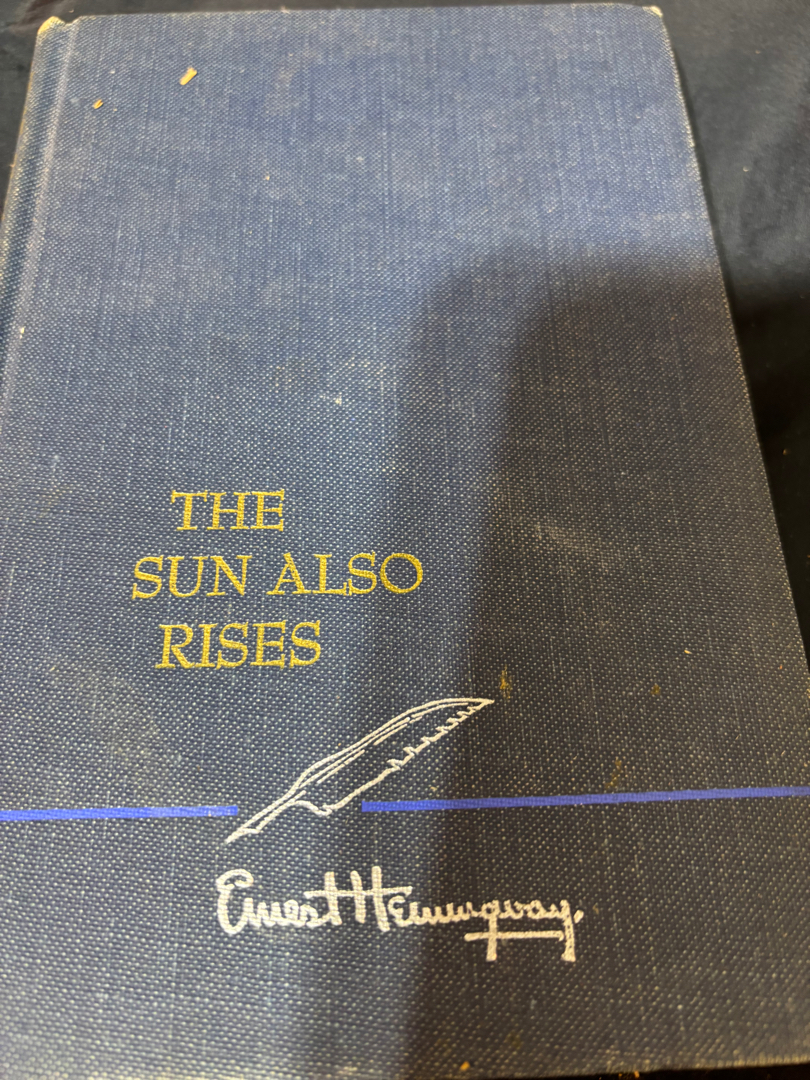 THE
SUN ALSO
RISES
Ernest Hemingway.